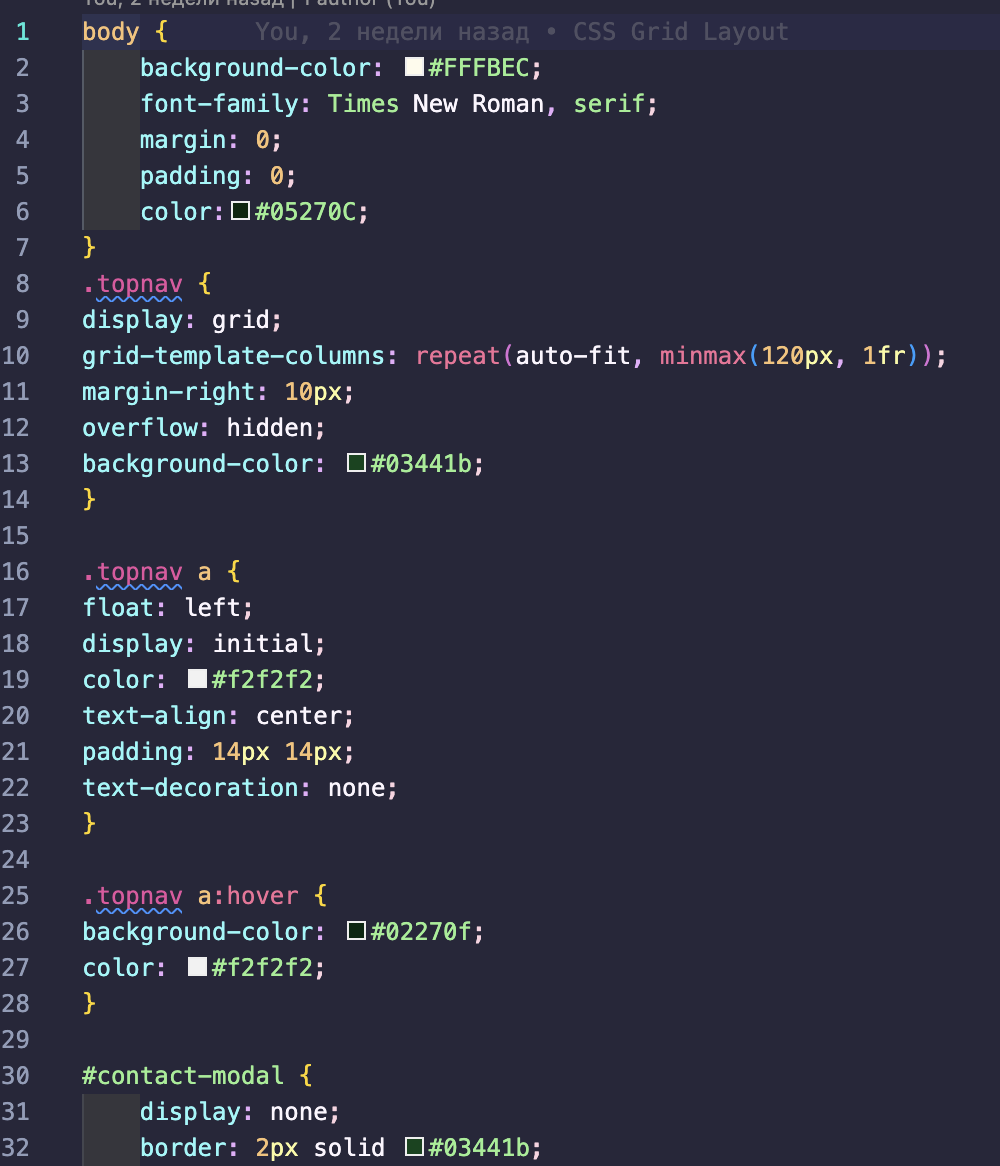 You, 2 недели назад | 1 author (You)
1 body {      You, 2 недели назад • CSS Grid Layout
2     background-color: #FFFBEC;
3     font-family: Times New Roman, serif;
4     margin: 0;
5     padding: 0;
6     color: #05270C;
7 }
8 .topnav {
9 display: grid;
10 grid-template-columns: repeat(auto-fit, minmax(120px, 1fr));
11 margin-right: 10px;
12 overflow: hidden;
13 background-color: #03441b;
14 }
15
16 .topnav a {
17 float: left;
18 display: initial;
19 color: #f2f2f2;
20 text-align: center;
21 padding: 14px 14px;
22 text-decoration: none;
23 }
24
25 .topnav a:hover {
26 background-color: #02270f;
27 color: #f2f2f2;
28 }
29
30 #contact-modal {
31     display: none;
32     border: 2px solid #03441b;